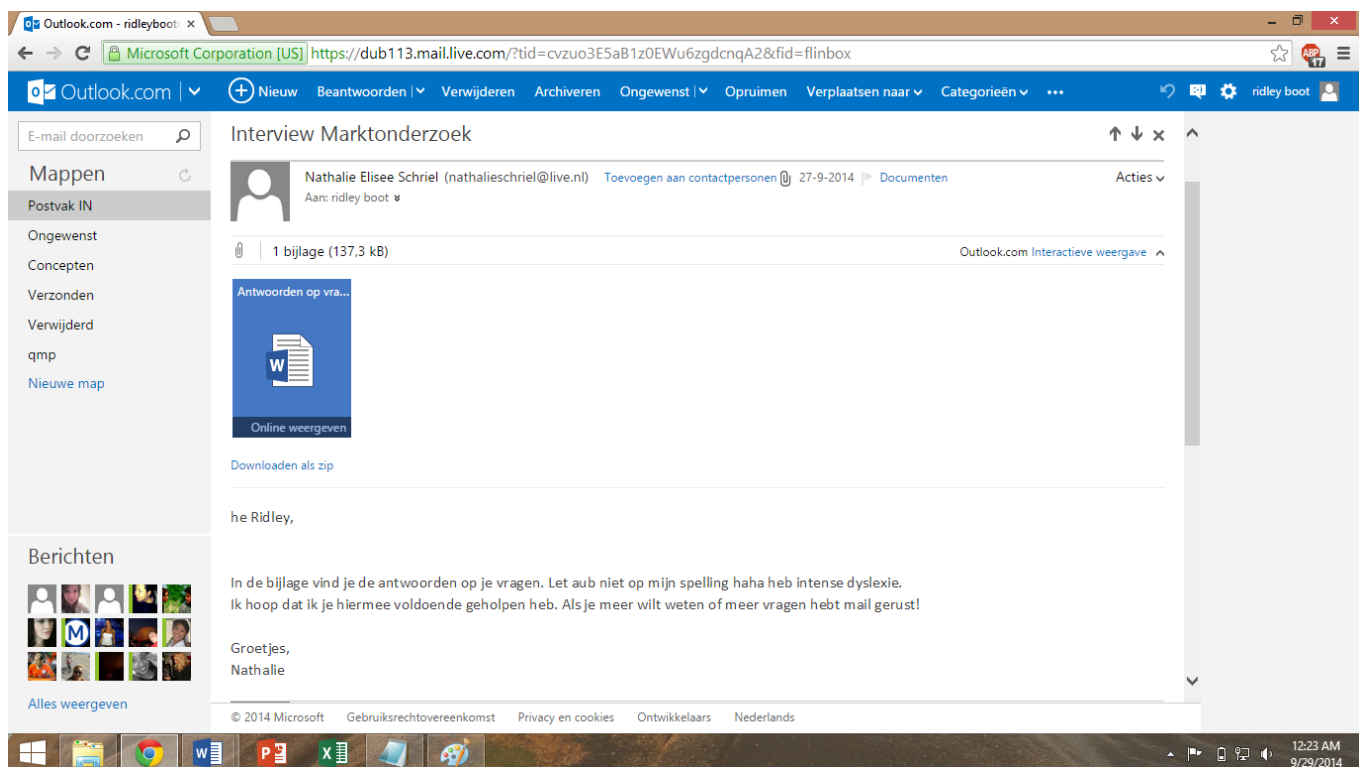 Outlook.com - ridleyboot
Microsoft Corporation [US] https://dub113.mail.live.com/?tid=cvzuo3E5aB1z0EWu6zgdcnqA2&fid=flinbox
ABP
17
Outlook.com Nieuw Beantwoorden Verwijderen Archiveren Ongewenst Opruimen Verplaatsen naar Categorieën ••• ridley boot
E-mail doorzoeken
Mappen
Postvak IN
Ongewenst
Concepten
Verzonden
Verwijderd
qmp
Nieuwe map
Berichten
Alles weergeven
Interview Marktonderzoek
Nathalie Elisee Schriel (nathalieschriel@live.nl) Toevoegen aan contactpersonen 27-9-2014 Documenten Acties
Aan: ridley boot
1 bijlage (137,3 kB) Outlook.com Interactieve weergave
Antwoorden op vra...
W
Online weergeven
Downloaden als zip
he Ridley,
In de bijlage vind je de antwoorden op je vragen. Let aub niet op mijn spelling haha heb intense dyslexie.
Ik hoop dat ik je hiermee voldoende geholpen heb. Als je meer wilt weten of meer vragen hebt mail gerust!
Groetjes,
Nathalie
© 2014 Microsoft Gebruiksrechtovereenkomst Privacy en cookies Ontwikkelaars Nederlands
12:23 AM
9/29/2014